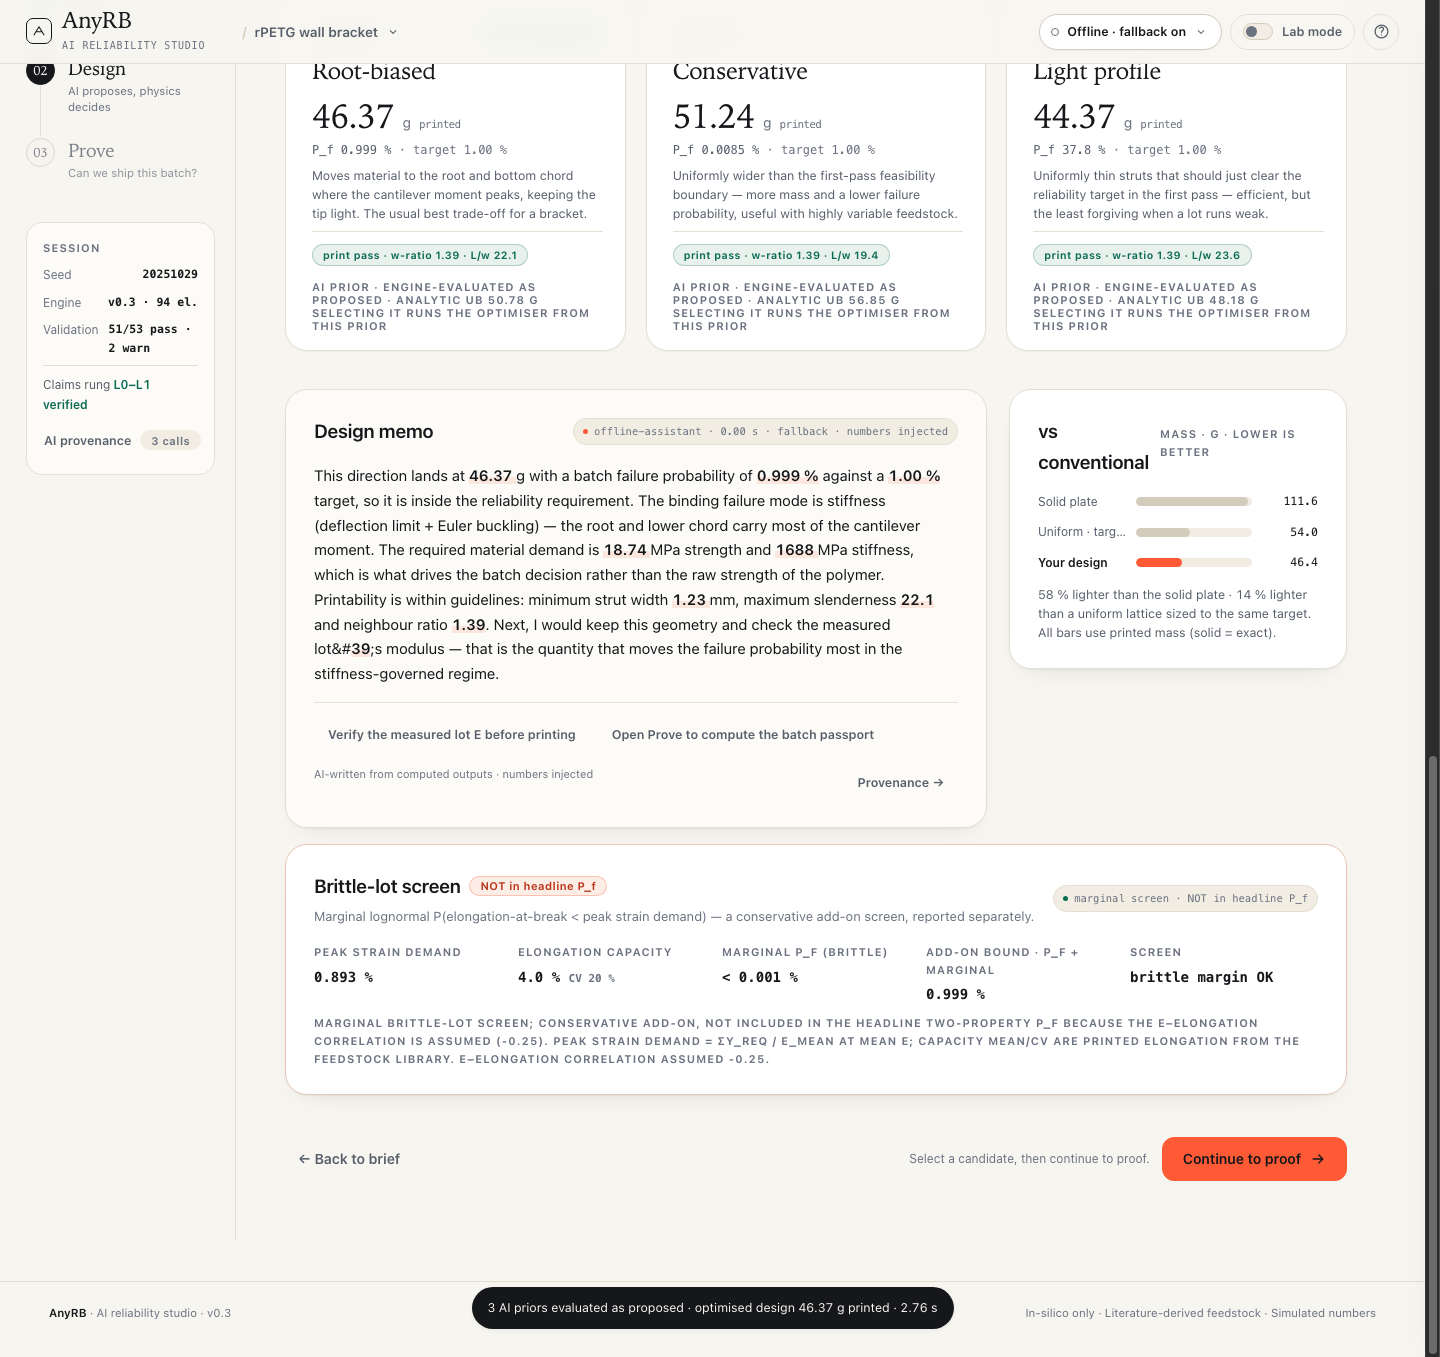 AnyRB
AI RELIABILITY STUDIO
/ rPETG wall bracket
Offline · fallback on
Lab mode
02
Design
AI proposes, physics
decides
03
Prove
Can we ship this batch?
SESSION
Seed 20251029
Engine v0.3 · 94 el.
Validation 51/53 pass ·
2 warn
Claims rung L0–L1
verified
AI provenance 3 calls
Root-biased
46.37 g printed
P_f 0.999 % · target 1.00 %
Moves material to the root and bottom chord
where the cantilever moment peaks, keeping the
tip light. The usual best trade-off for a bracket.
print pass · w-ratio 1.39 · L/w 22.1
AI PRIOR · ENGINE-EVALUATED AS
PROPOSED · ANALYTIC UB 50.78 G
SELECTING IT RUNS THE OPTIMISER FROM
THIS PRIOR
Conservative
51.24 g printed
P_f 0.0085 % · target 1.00 %
Uniformly wider than the first-pass feasibility
boundary — more mass and a lower failure
probability, useful with highly variable feedstock.
print pass · w-ratio 1.39 · L/w 19.4
AI PRIOR · ENGINE-EVALUATED AS
PROPOSED · ANALYTIC UB 56.85 G
SELECTING IT RUNS THE OPTIMISER FROM
THIS PRIOR
Light profile
44.37 g printed
P_f 37.8 % · target 1.00 %
Uniformly thin struts that should just clear the
reliability target in the first pass — efficient, but
the least forgiving when a lot runs weak.
print pass · w-ratio 1.39 · L/w 23.6
AI PRIOR · ENGINE-EVALUATED AS
PROPOSED · ANALYTIC UB 48.18 G
SELECTING IT RUNS THE OPTIMISER FROM
THIS PRIOR
Design memo
offline-assistant · 0.00 s · fallback · numbers injected
This direction lands at 46.37 g with a batch failure probability of 0.999 % against a 1.00 %
target, so it is inside the reliability requirement. The binding failure mode is stiffness
(deflection limit + Euler buckling) — the root and lower chord carry most of the cantilever
moment. The required material demand is 18.74 MPa strength and 1688 MPa stiffness,
which is what drives the batch decision rather than the raw strength of the polymer.
Printability is within guidelines: minimum strut width 1.23 mm, maximum slenderness 22.1
and neighbour ratio 1.39. Next, I would keep this geometry and check the measured
lot&#39;s modulus — that is the quantity that moves the failure probability most in the
stiffness-governed regime.
Verify the measured lot E before printing
Open Prove to compute the batch passport
AI-written from computed outputs · numbers injected
Provenance →
vs
conventional
MASS · G · LOWER IS
BETTER
Solid plate 111.6
Uniform · targ... 54.0
Your design 46.4
58 % lighter than the solid plate · 14 % lighter
than a uniform lattice sized to the same target.
All bars use printed mass (solid = exact).
Brittle-lot screen NOT in headline P_f
marginal screen · NOT in headline P_f
Marginal lognormal P(elongation-at-break < peak strain demand) — a conservative add-on screen, reported separately.
PEAK STRAIN DEMAND
0.893 %
ELONGATION CAPACITY
4.0 % CV 20 %
MARGINAL P_F (BRITTLE)
< 0.001 %
ADD-ON BOUND · P_F +
MARGINAL
0.999 %
SCREEN
brittle margin OK
MARGINAL BRITTLE-LOT SCREEN; CONSERVATIVE ADD-ON, NOT INCLUDED IN THE HEADLINE TWO-PROPERTY P_F BECAUSE THE E–ELONGATION
CORRELATION IS ASSUMED (-0.25). PEAK STRAIN DEMAND = ΣY_REQ / E_MEAN AT MEAN E; CAPACITY MEAN/CV ARE PRINTED ELONGATION FROM THE
FEEDSTOCK LIBRARY. E–ELONGATION CORRELATION ASSUMED -0.25.
← Back to brief
Select a candidate, then continue to proof.
Continue to proof →
AnyRB · AI reliability studio · v0.3
3 AI priors evaluated as proposed · optimised design 46.37 g printed · 2.76 s
In-silico only · Literature-derived feedstock · Simulated numbers